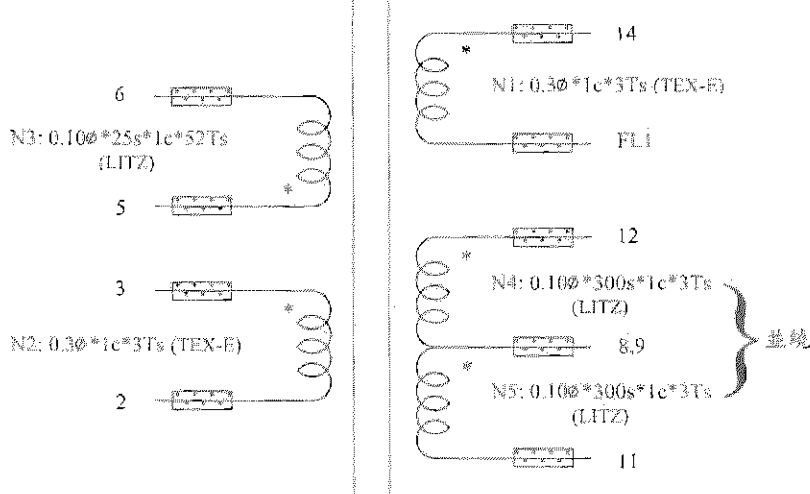 6
N3: 0.10ø*25s*1c*52Ts
(LITZ)
*
5
3
*
N2: 0.3ø*1c*3Ts (TEX-E)
2
14
*
N1: 0.3ø*1c*3Ts (TEX-E)
FL1
12
*
N4: 0.10ø*300s*1c*3Ts
(LITZ)
8,9
並绕
*
N5: 0.10ø*300s*1c*3Ts
(LITZ)
11